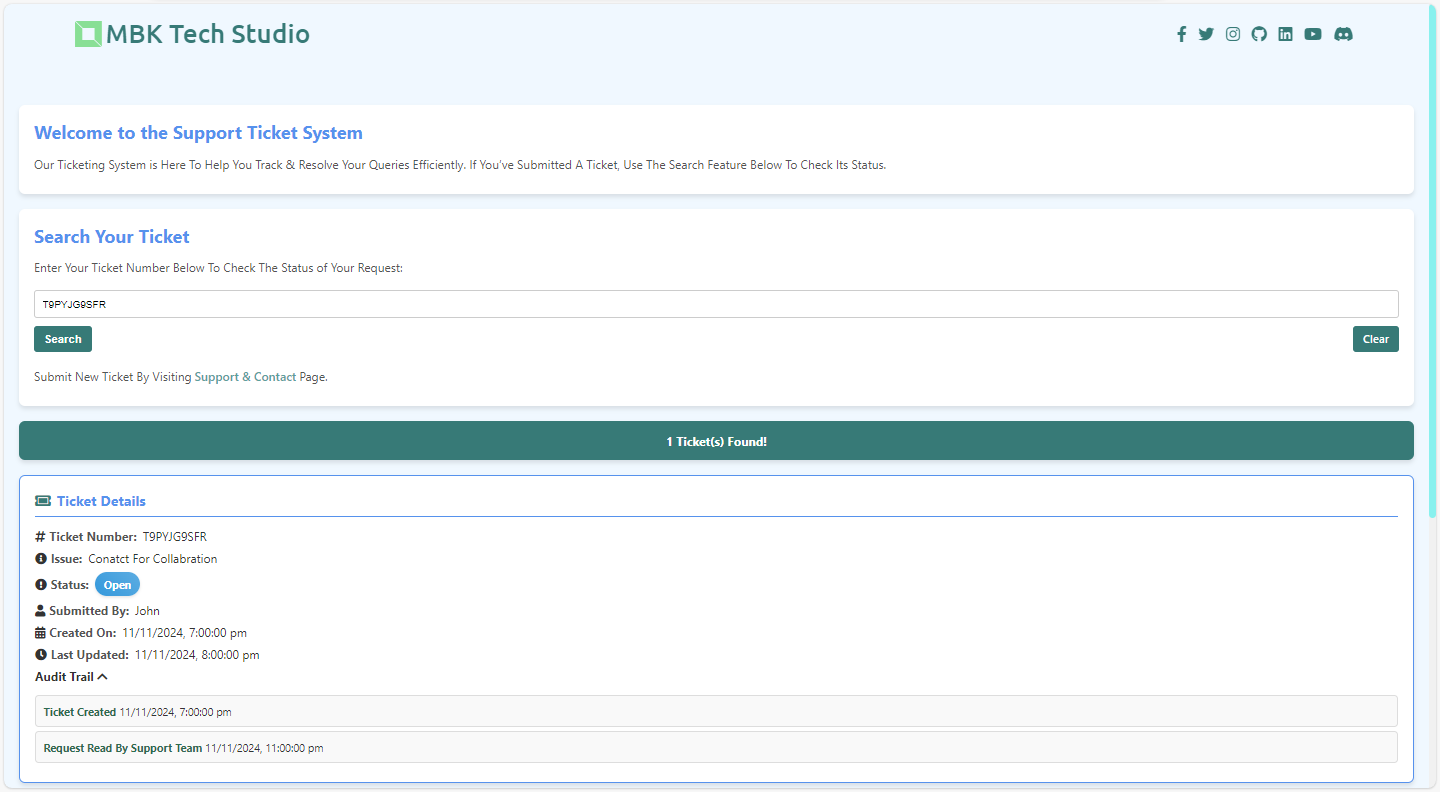 MBK Tech Studio
Welcome to the Support Ticket System
Our Ticketing System is Here To Help You Track & Resolve Your Queries Efficiently. If You've Submitted A Ticket, Use The Search Feature Below To Check Its Status.
Search Your Ticket
Enter Your Ticket Number Below To Check The Status of Your Request:
T9PYJG9SFR
Search
Clear
Submit New Ticket By Visiting Support & Contact Page.
1 Ticket(s) Found!
Ticket Details
# Ticket Number: T9PYJG9SFR
Issue: Conatct For Collabration
Status: Open
Submitted By: John
Created On: 11/11/2024, 7:00:00 pm
Last Updated: 11/11/2024, 8:00:00 pm
Audit Trail
Ticket Created 11/11/2024, 7:00:00 pm
Request Read By Support Team 11/11/2024, 11:00:00 pm